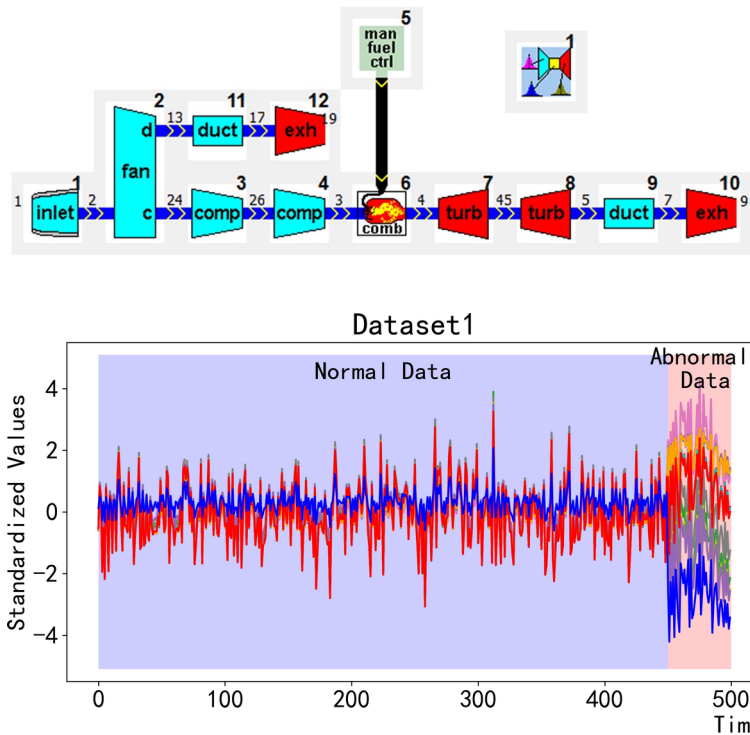 5
man
fuel
ctrl
1
2
11
12
13
17
19
d
duct
exh
fan
1
3
4
6
7
8
9
10
1
2
24
26
3
4
45
5
7
9
inlet
c
comp
comp
comb
turb
turb
duct
exh
Dataset1
Normal Data
Abnormal
Data
Standardized Values
4
2
0
−2
−4
0
100
200
300
400
500
Tim